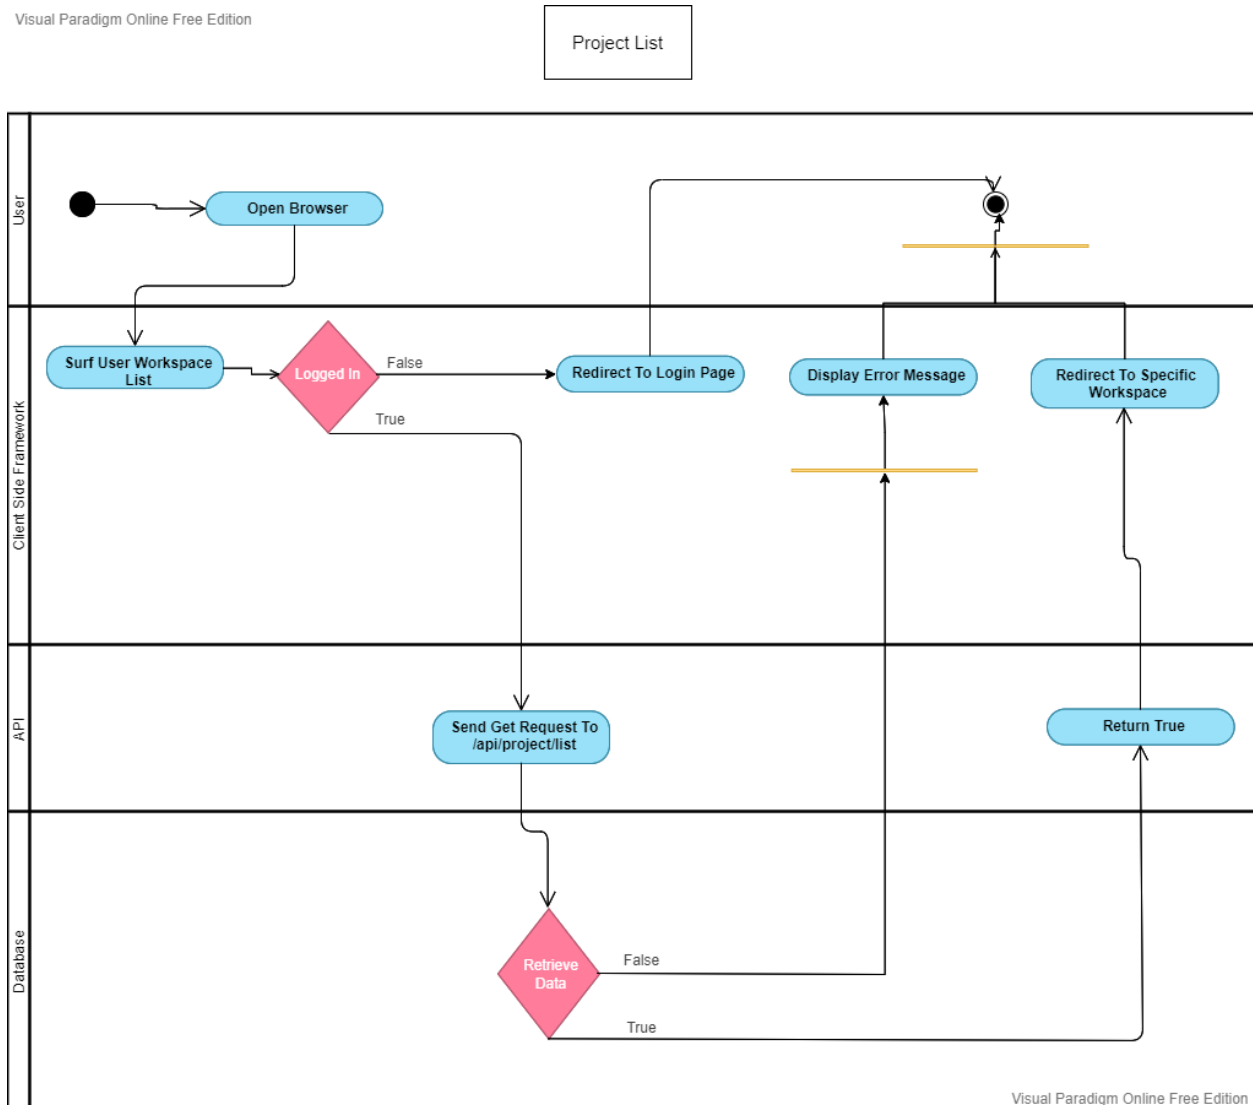 Visual Paradigm Online Free Edition
Project List
User
Open Browser
Client Side Framework
Surf User Workspace
List
Logged In
False
True
Redirect To Login Page
Display Error Message
Redirect To Specific
Workspace
API
Send Get Request To
/api/project/list
Return True
Database
Retrieve
Data
False
True
Visual Paradigm Online Free Edition